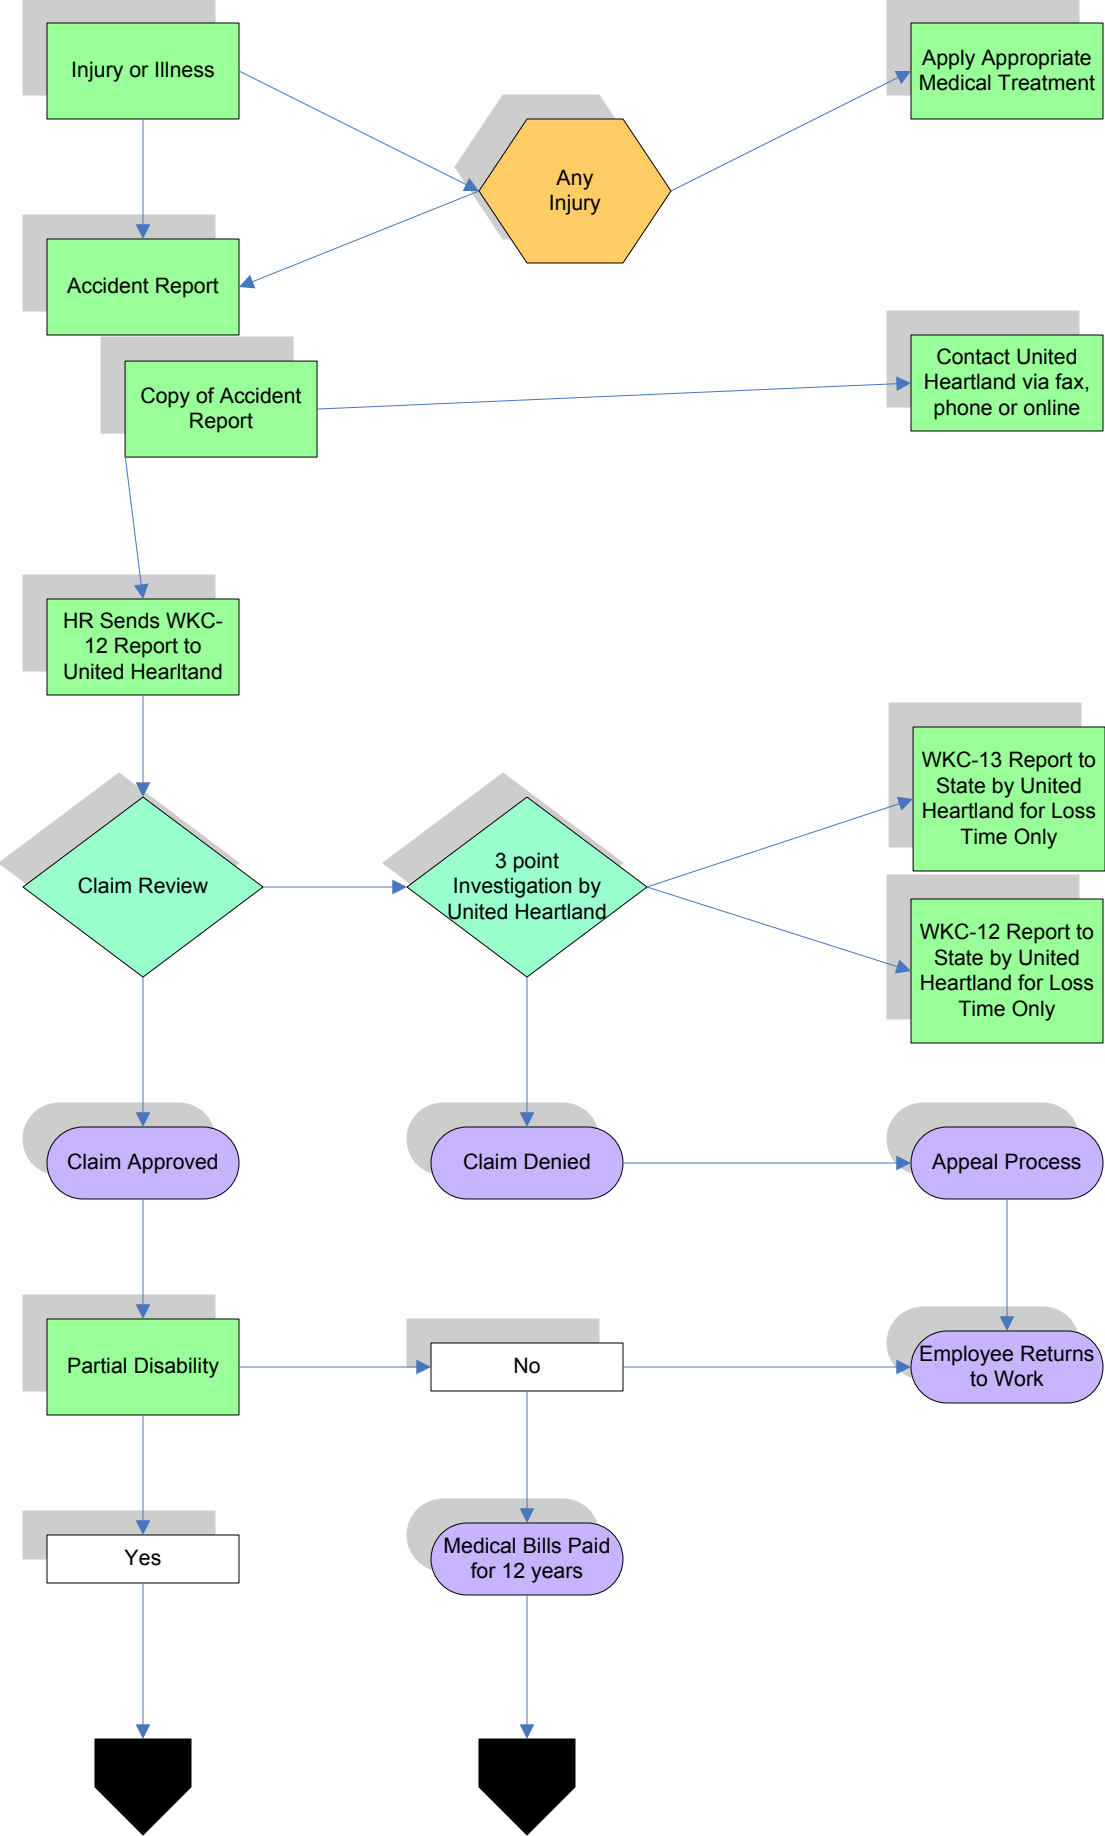 Injury or Illness
Apply Appropriate
Medical Treatment
Any
Injury
Accident Report
Copy of Accident
Report
Contact United
Heartland via fax,
phone or online
HR Sends WKC-
12 Report to
United Hearltand
Claim Review
3 point
Investigation by
United Heartland
WKC-13 Report to
State by United
Heartland for Loss
Time Only
WKC-12 Report to
State by United
Heartland for Loss
Time Only
Claim Approved
Claim Denied
Appeal Process
Partial Disability
No
Employee Returns
to Work
Yes
Medical Bills Paid
for 12 years